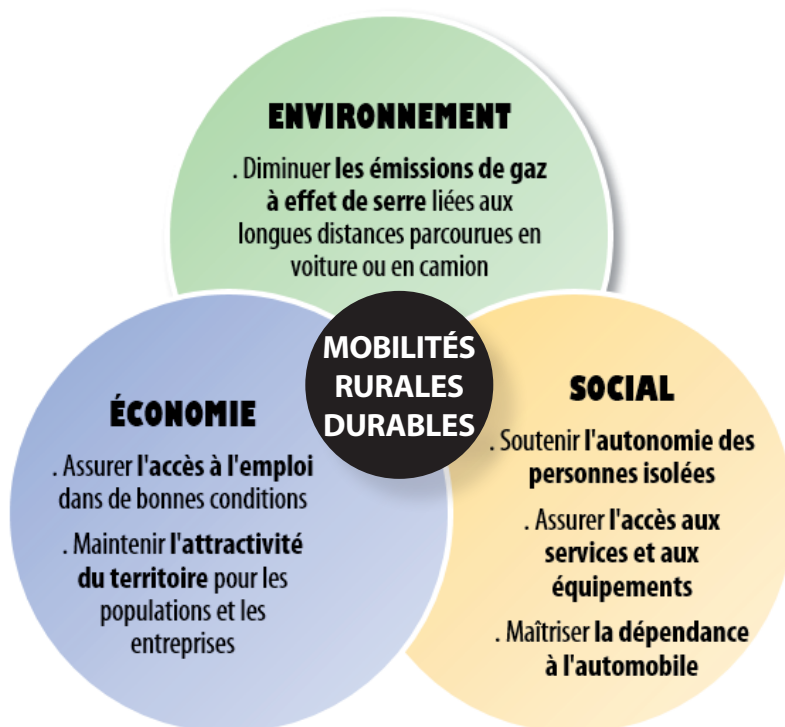 ENVIRONNEMENT
. Diminuer les émissions de gaz
à effet de serre liées aux
longues distances parcourues en
voiture ou en camion
MOBILITÉS
RURALES
DURABLES
ÉCONOMIE
. Assurer l'accès à l'emploi
dans de bonnes conditions
. Maintenir l'attractivité
du territoire pour les
populations et les
entreprises
SOCIAL
. Soutenir l'autonomie des
personnes isolées
. Assurer l'accès aux
services et aux
équipements
. Maîtriser la dépendance
à l'automobile